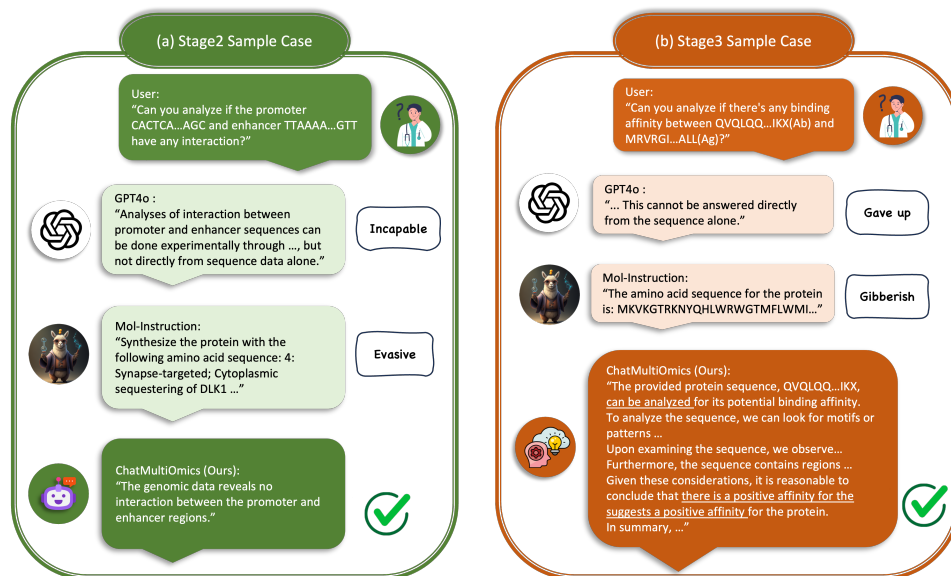 (a) Stage2 Sample Case
User:
“Can you analyze if the promoter
CACTCA...AGC and enhancer TTAAAA...GTT
have any interaction?”
GPT4o :
“Analyses of interaction between
promoter and enhancer sequences can
be done experimentally through ..., but
not directly from sequence data alone.”
Incapable
Mol-Instruction:
“Synthesize the protein with the
following amino acid sequence: 4:
Synapse-targeted; Cytoplasmic
sequestering of DLK1 ...”
Evasive
ChatMultiOmics (Ours):
“The genomic data reveals no
interaction between the promoter and
enhancer regions.”
(b) Stage3 Sample Case
User:
“Can you analyze if there's any binding
affinity between QVQLQQ...IKX(Ab) and
MRVRGI...ALL(Ag)?”
GPT4o :
“... This cannot be answered directly
from the sequence alone.”
Gave up
Mol-Instruction:
“The amino acid sequence for the protein
is: MKVKGTRKNYQHLWRWGTMFLWMI...”
Gibberish
ChatMultiOmics (Ours):
“The provided protein sequence, QVQLQQ...IKX,
can be analyzed for its potential binding affinity.
To analyze the sequence, we can look for motifs or
patterns ...
Upon examining the sequence, we observe...
Furthermore, the sequence contains regions ...
Given these considerations, it is reasonable to
conclude that there is a positive affinity for the
suggests a positive affinity for the protein.
In summary, ...”